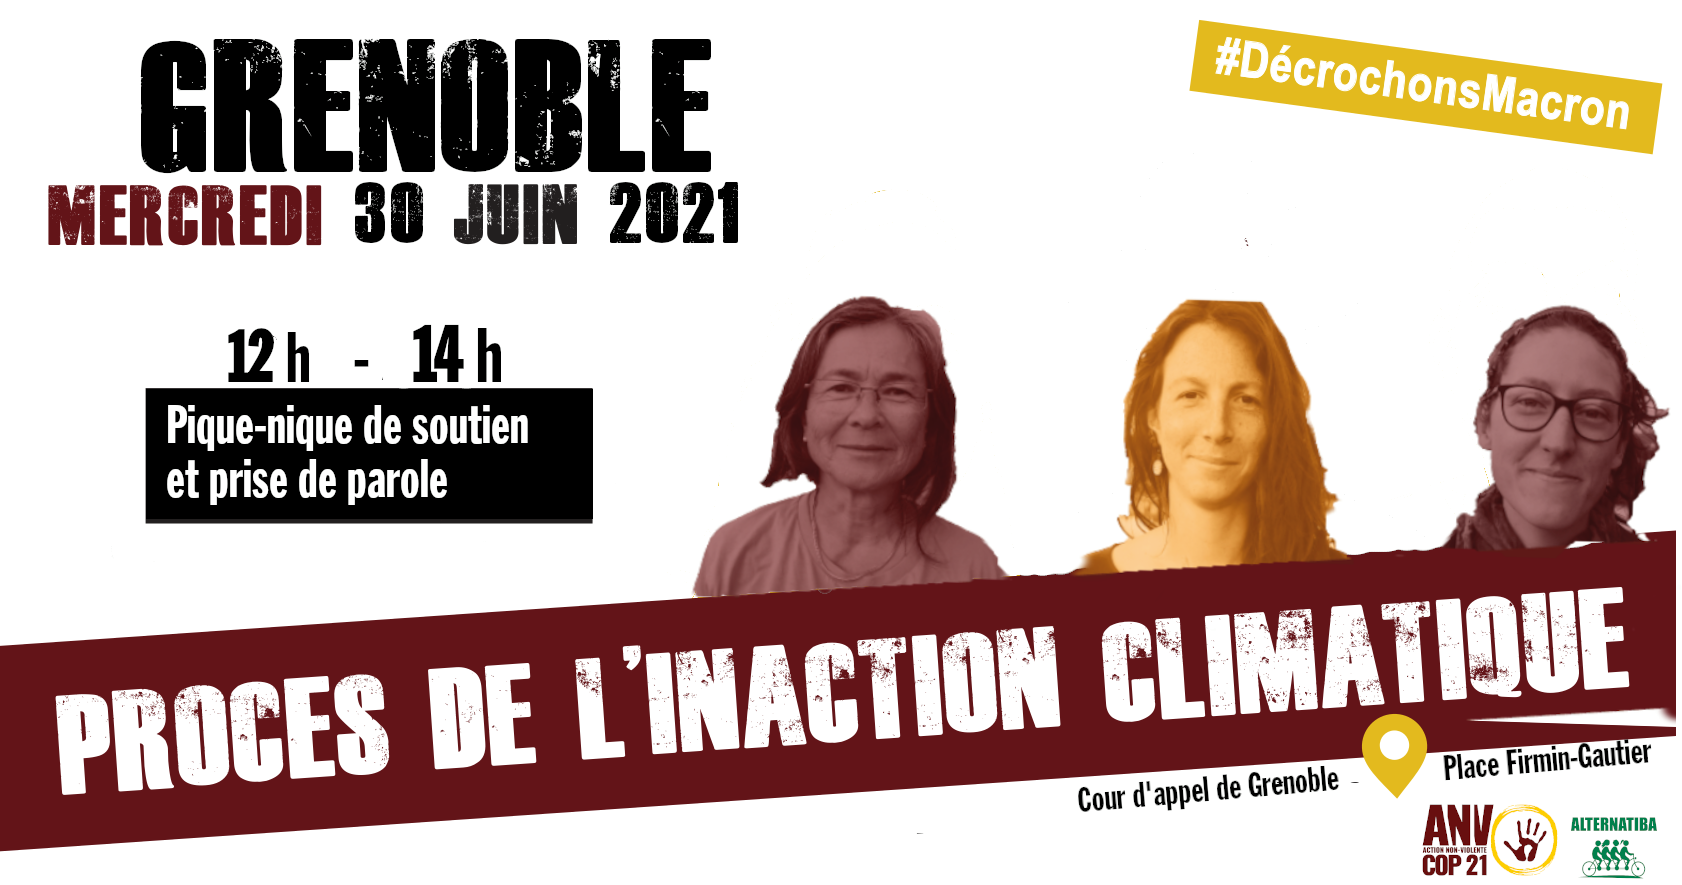 GRENOBLE
#DécrochonsMacron
MERCREDI 30 JUIN 2021
12 h - 14 h
Pique-nique de soutien
et prise de parole
PROCES DE L'INACTION CLIMATIQUE
Cour d'appel de Grenoble
Place Firmin-Gautier
ANV
ACTION NON-VIOLENTE
COP 21
ALTERNATIBA